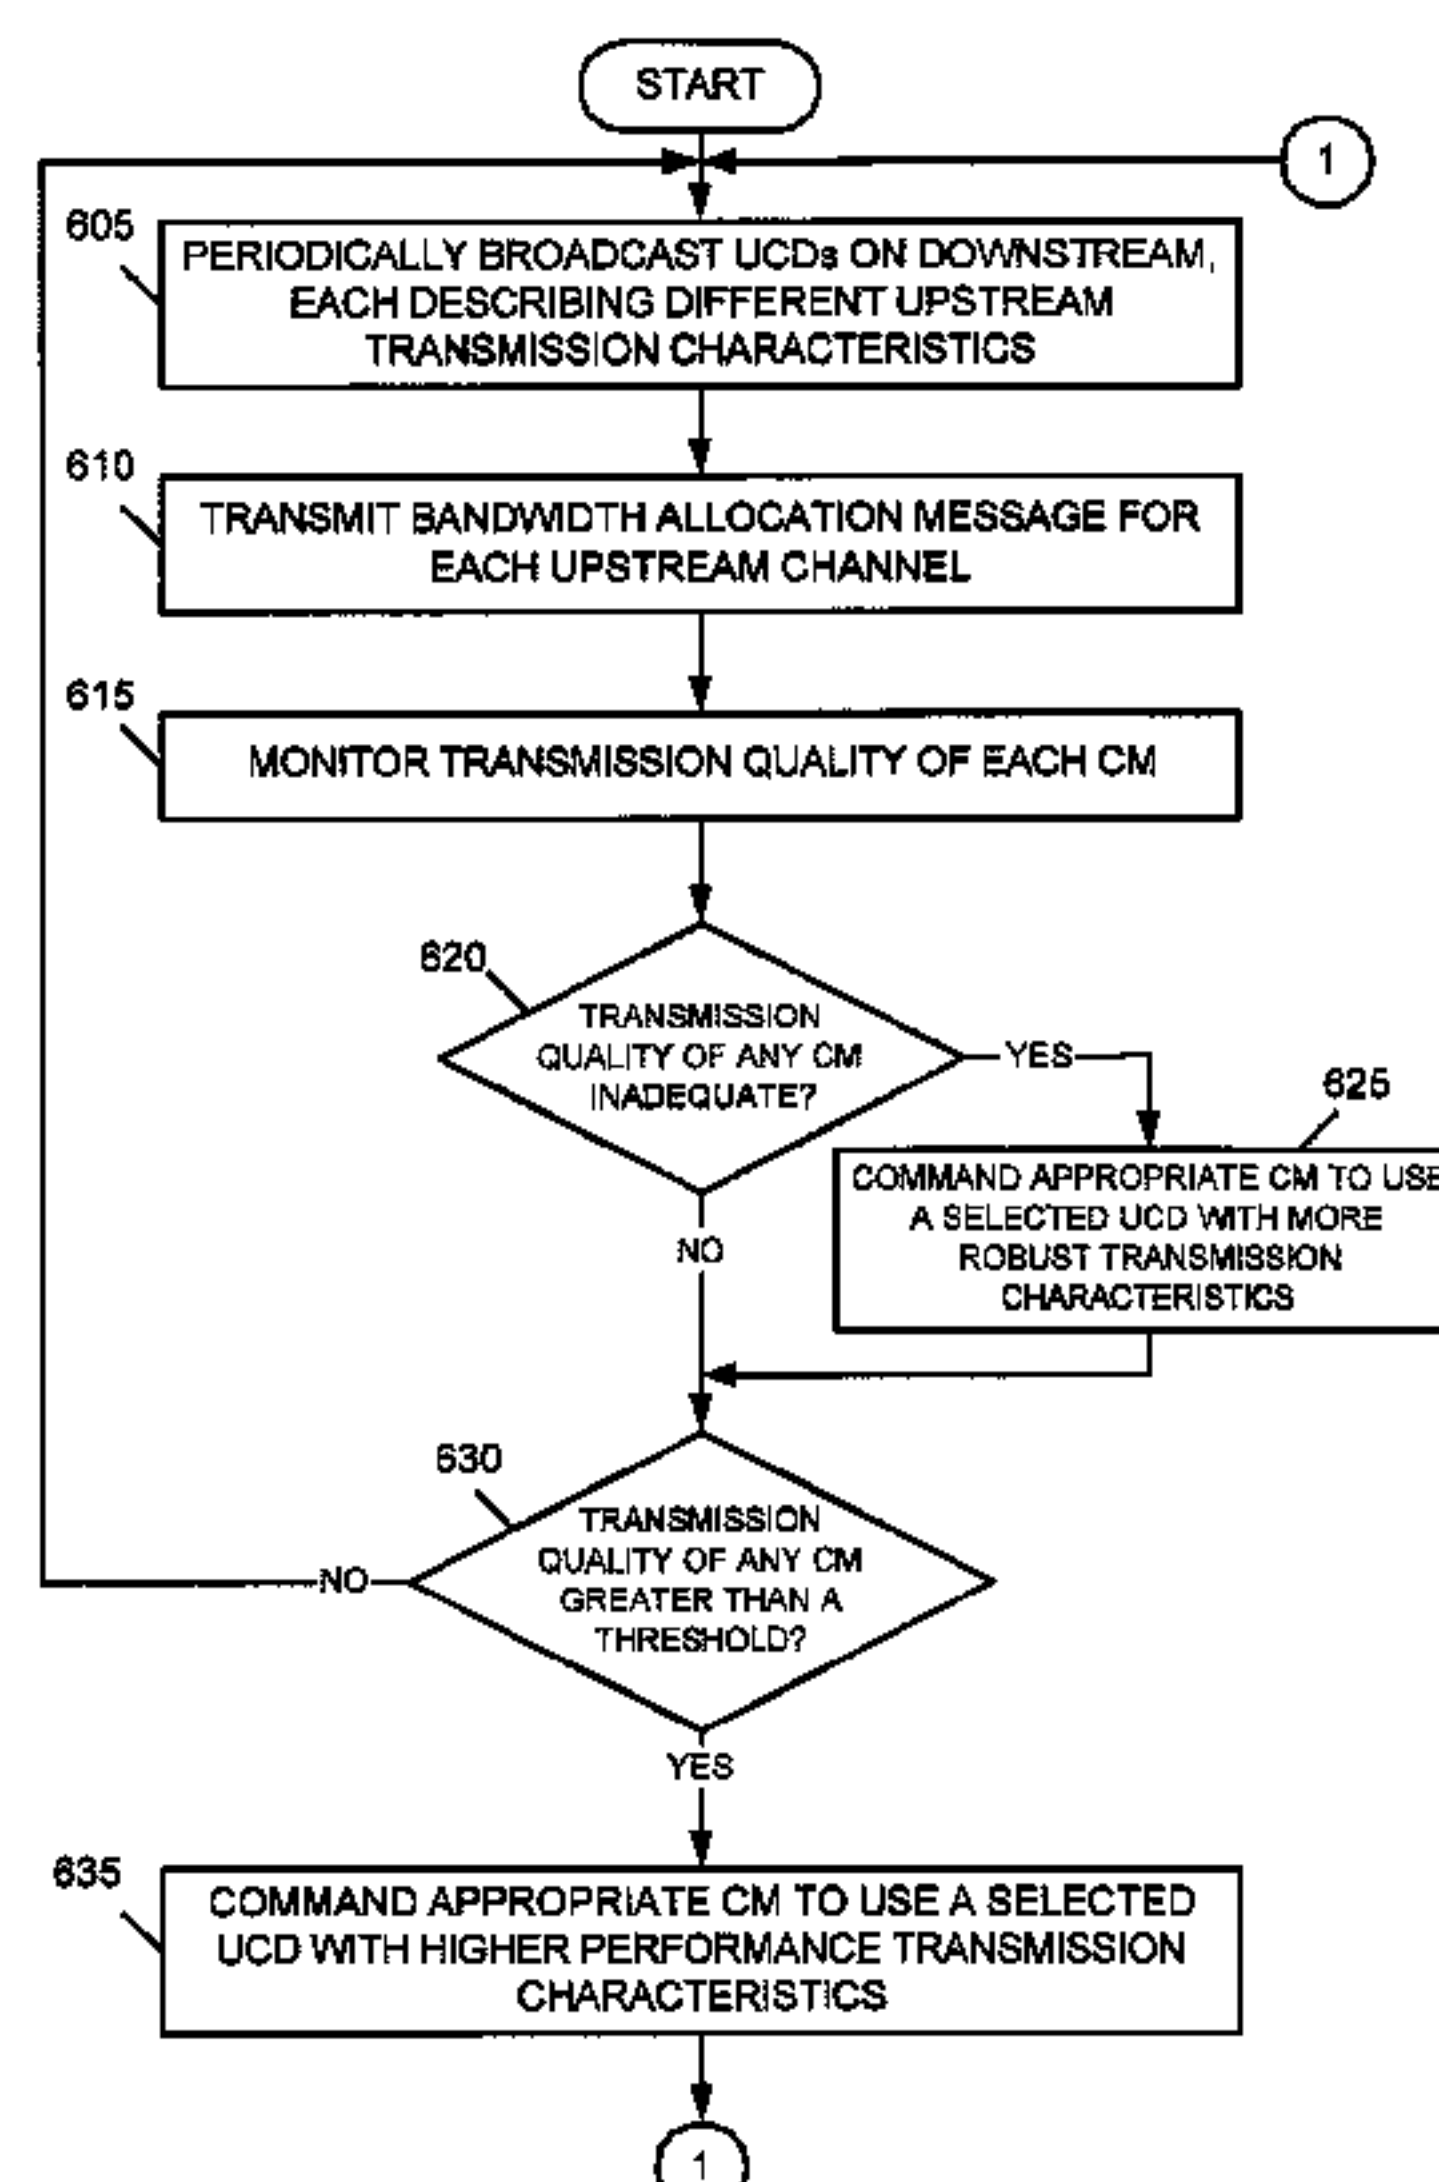 START
1
605
PERIODICALLY BROADCAST UCDs ON DOWNSTREAM,
EACH DESCRIBING DIFFERENT UPSTREAM
TRANSMISSION CHARACTERISTICS
610
TRANSMIT BANDWIDTH ALLOCATION MESSAGE FOR
EACH UPSTREAM CHANNEL
615
MONITOR TRANSMISSION QUALITY OF EACH CM
620
TRANSMISSION
QUALITY OF ANY CM
INADEQUATE?
YES
625
COMMAND APPROPRIATE CM TO USE
A SELECTED UCD WITH MORE
ROBUST TRANSMISSION
CHARACTERISTICS
NO
630
TRANSMISSION
QUALITY OF ANY CM
GREATER THAN A
THRESHOLD?
NO
YES
635
COMMAND APPROPRIATE CM TO USE A SELECTED
UCD WITH HIGHER PERFORMANCE TRANSMISSION
CHARACTERISTICS
1